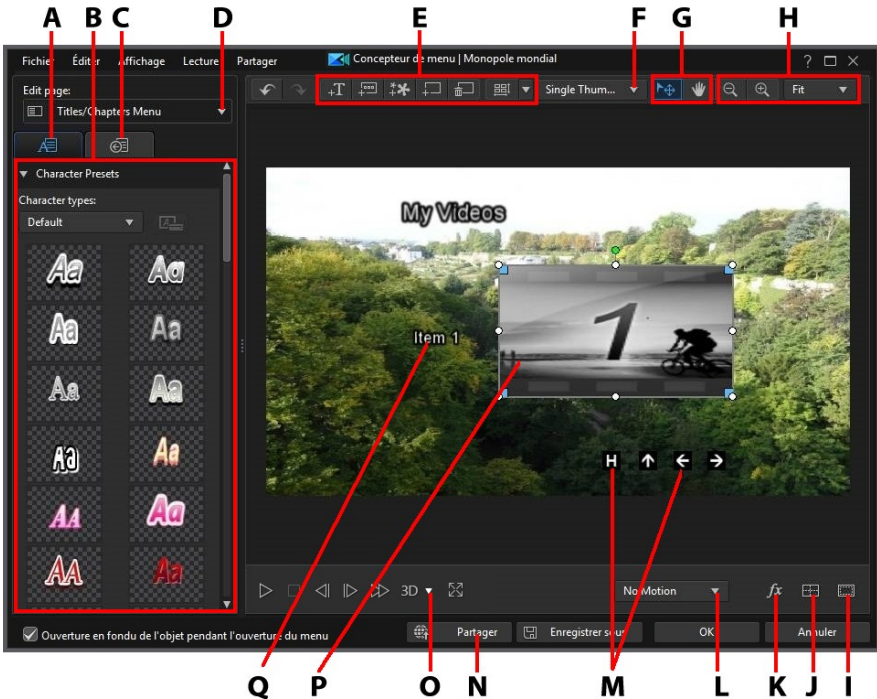 A B C D E F G H
Fichier Éditer Affichage Lecture Partager Concepteur de menu | Monopole mondial ?
Edit page:
Titles/Chapters Menu
T Single Thum... Fit
Character Presets
Character types:
Default
My Videos
Aa Aa
Aa Aa
Item 1 1
Aa Aa
Aa Aa
H
AA Aa
AA Aa
3D No Motion fx
Ouverture en fondu de l'objet pendant l'ouverture du menu Partager Enregistrer sous OK Annuler
Q P O N M L K J I